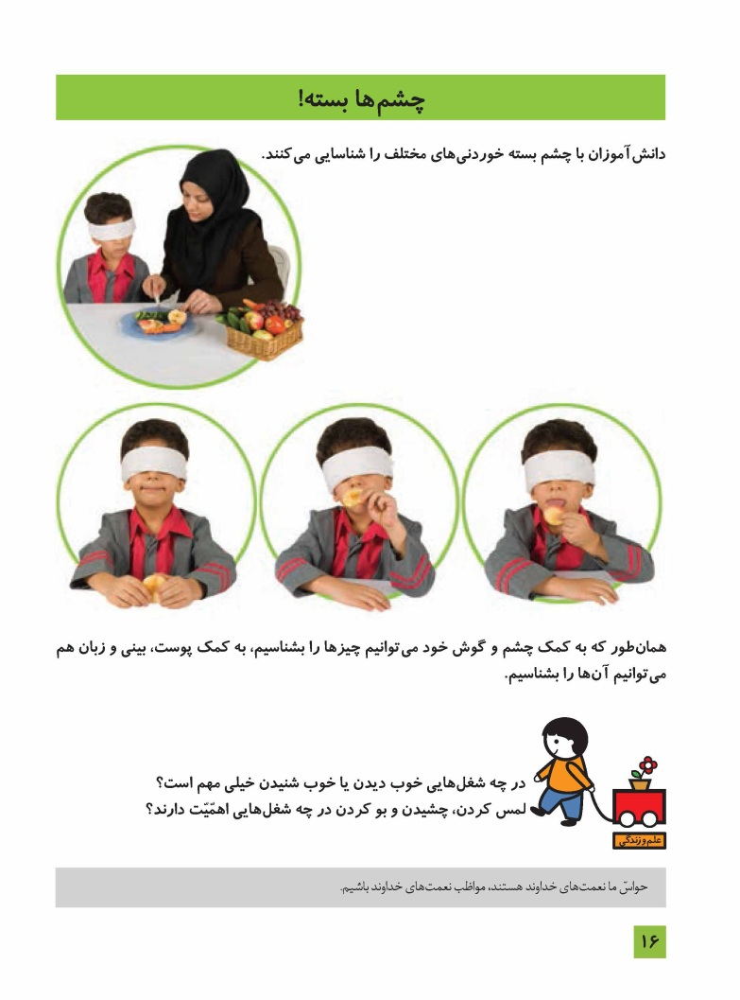 چشم‌ها بسته!
دانش‌آموزان با چشم بسته خوردنی‌های مختلف را شناسایی می‌کنند.
همان‌طور که به کمک چشم و گوش خود می‌توانیم چیزها را بشناسیم، به کمک پوست، بینی و زبان هم
می‌توانیم آن‌ها را بشناسیم.
در چه شغل‌هایی خوب دیدن یا خوب شنیدن خیلی مهم است؟
لمس کردن، چشیدن و بو کردن در چه شغل‌هایی اهمّیّت دارند؟
علم و زندگی
حواسّ ما نعمت‌های خداوند هستند، مواظب نعمت‌های خداوند باشیم.
۱۶